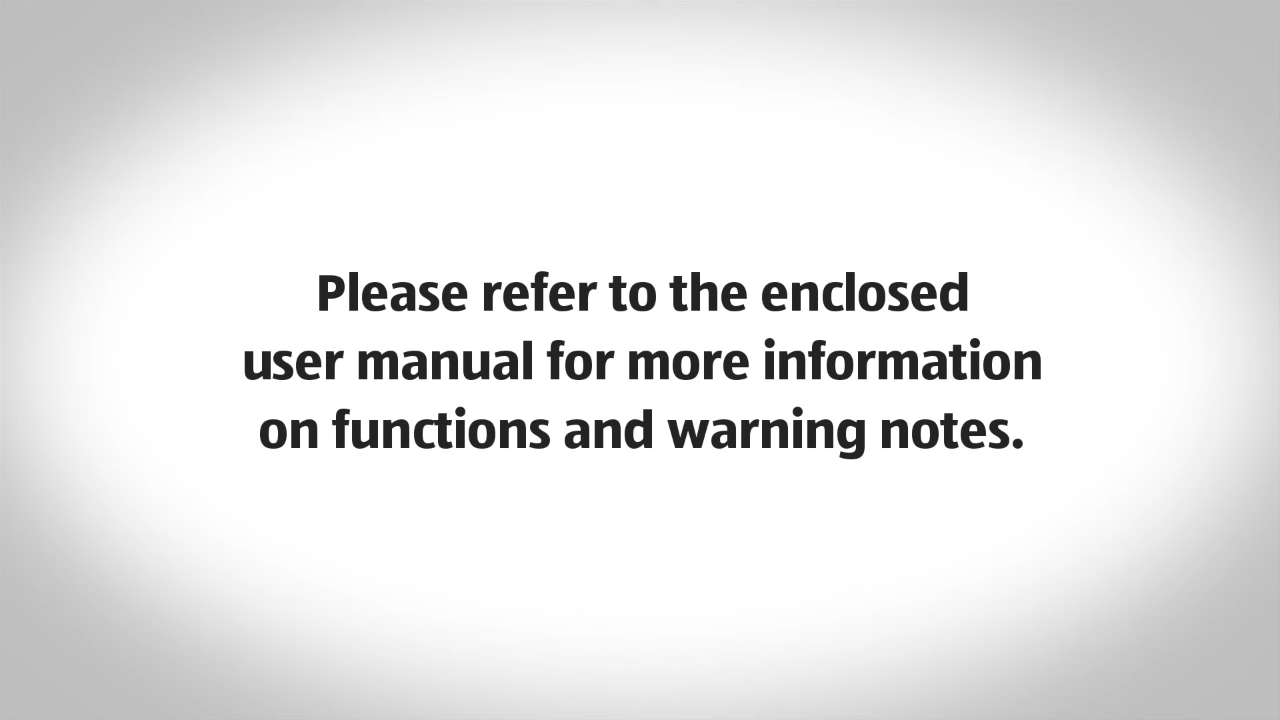 Please refer to the enclosed
user manual for more information
on functions and warning notes.